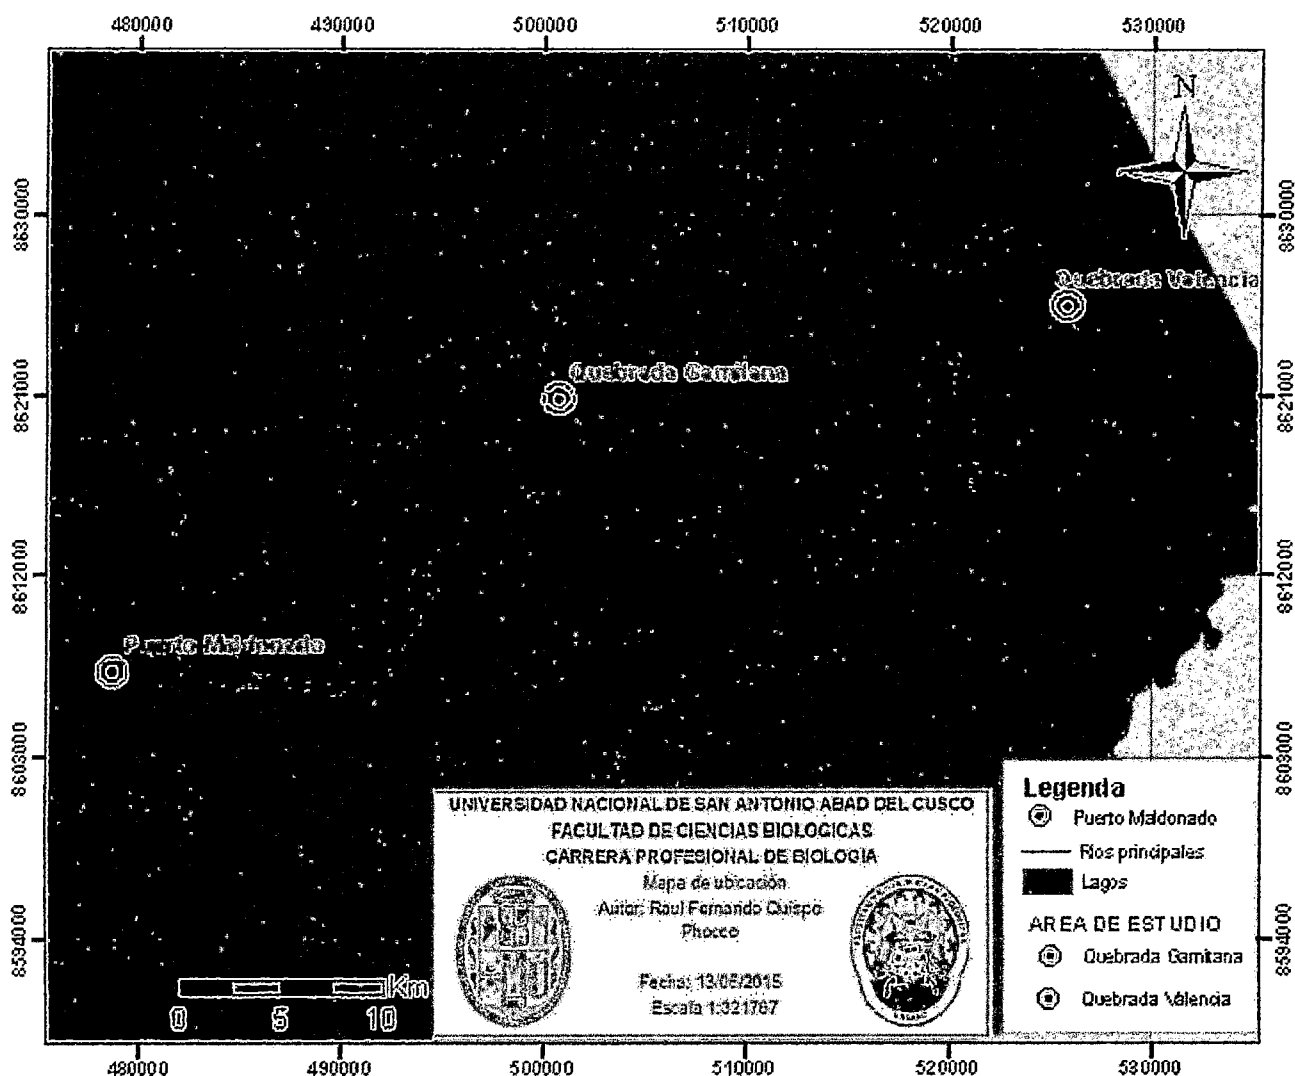 480000 490000 500000 510000 520000 530000
N
8630000 8630000
Quebrada Valencia
Quebrada Gamitana
8621000 8621000
8612000 8612000
Puerto Maldonado
8603000 8603000
8594000 8594000
Km
0 5 10
UNIVERSIDAD NACIONAL DE SAN ANTONIO ABAD DEL CUSCO
FACULTAD DE CIENCIAS BIOLOGICAS
CARRERA PROFESIONAL DE BIOLOGIA
Mapa de ubicación
Autor: Raul Fernando Quispe
Phocco
Fecha: 13/05/2015
Escala 1:321767
Legenda
Puerto Maldonado
Rios principales
Lagos
AREA DE ESTUDIO
Quebrada Gamitana
Quebrada Valencia
480000 490000 500000 510000 520000 530000